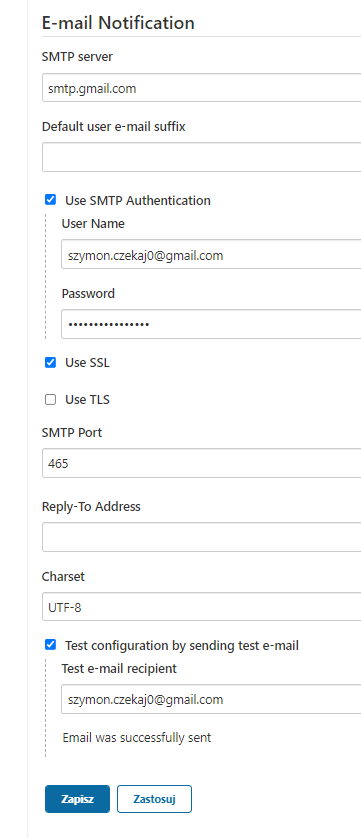 E-mail Notification
SMTP server
smtp.gmail.com
Default user e-mail suffix
Use SMTP Authentication
User Name
szymon.czekaj0@gmail.com
Password
••••••••••••••••
Use SSL
Use TLS
SMTP Port
465
Reply-To Address
Charset
UTF-8
Test configuration by sending test e-mail
Test e-mail recipient
szymon.czekaj0@gmail.com
Email was successfully sent
Zapisz Zastosuj